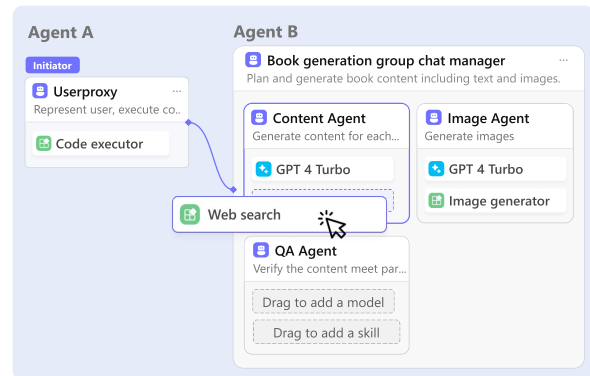 Agent A
Initiator
Userproxy
Represent user, execute co..
Code executor
Agent B
Book generation group chat manager
Plan and generate book content including text and images.
Content Agent
Generate content for each...
GPT 4 Turbo
Web search
Image Agent
Generate images
GPT 4 Turbo
Image generator
QA Agent
Verify the content meet par...
Drag to add a model
Drag to add a skill